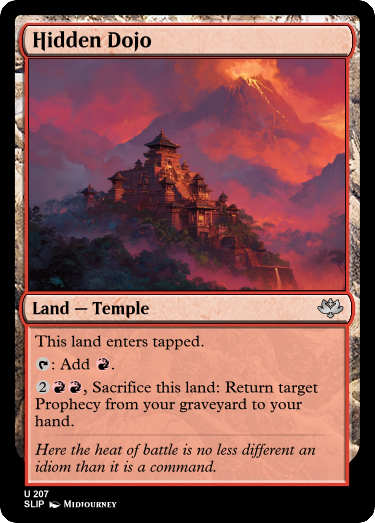 Hidden Dojo
Land — Temple
This land enters tapped.
: Add .
2, Sacrifice this land: Return target
Prophecy from your graveyard to your
hand.
Here the heat of battle is no less different an
idiom than it is a command.
U 207
SLIP Midjourney